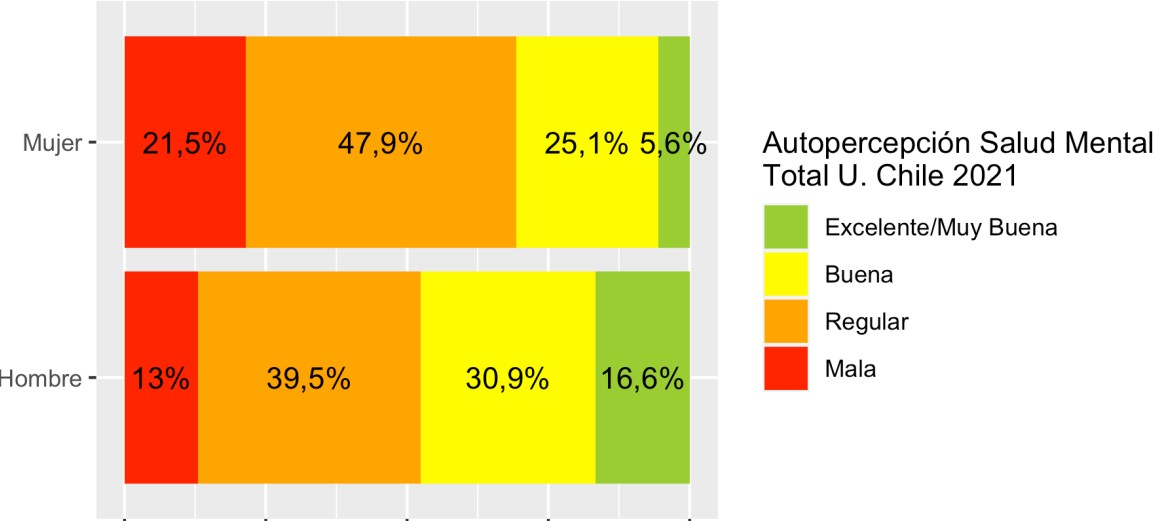 Mujer
21,5% 47,9% 25,1% 5,6%
Hombre
13% 39,5% 30,9% 16,6%
Autopercepción Salud Mental
Total U. Chile 2021
Excelente/Muy Buena
Buena
Regular
Mala